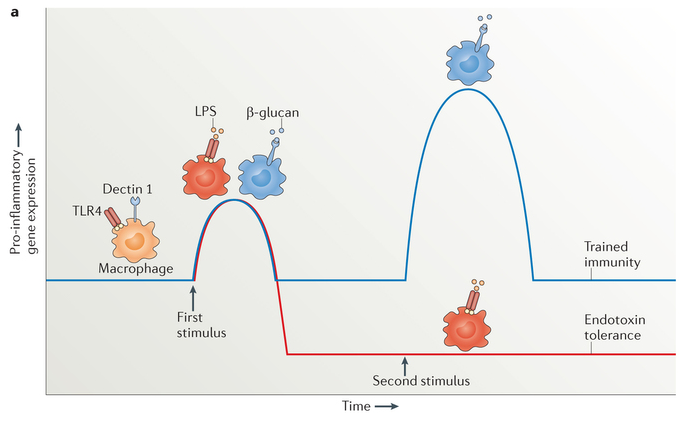 a
Pro-inflammatory
gene expression
LPS
β-glucan
Dectin 1
TLR4
Macrophage
First
stimulus
Trained
immunity
Endotoxin
tolerance
Second stimulus
Time